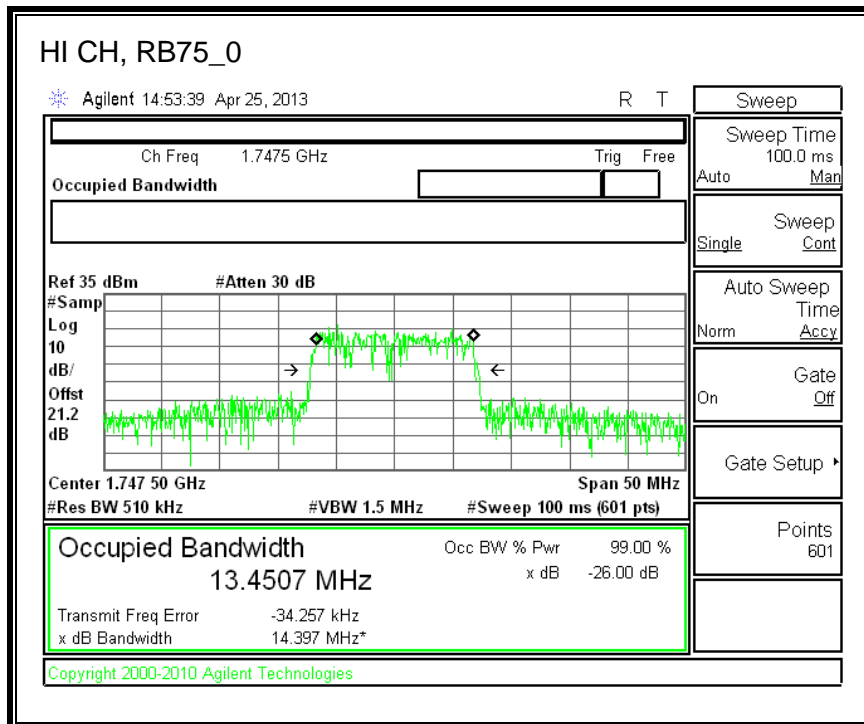 HI CH, RB75_0
Agilent 14:53:39 Apr 25, 2013 R T
Ch Freq 1.7475 GHz Trig Free
Occupied Bandwidth
Ref 35 dBm #Atten 30 dB
#Samp
Log
10
dB/
Offst
21.2
dB
Center 1.747 50 GHz Span 50 MHz
#Res BW 510 kHz #VBW 1.5 MHz #Sweep 100 ms (601 pts)
Occupied Bandwidth Occ BW % Pwr 99.00 %
13.4507 MHz x dB -26.00 dB
Transmit Freq Error -34.257 kHz
x dB Bandwidth 14.397 MHz*
Copyright 2000-2010 Agilent Technologies
Sweep
Sweep Time
100.0 ms
Auto Man
Sweep
Single Cont
Auto Sweep
Time
Norm Accy
Gate
On Off
Gate Setup
Points
601